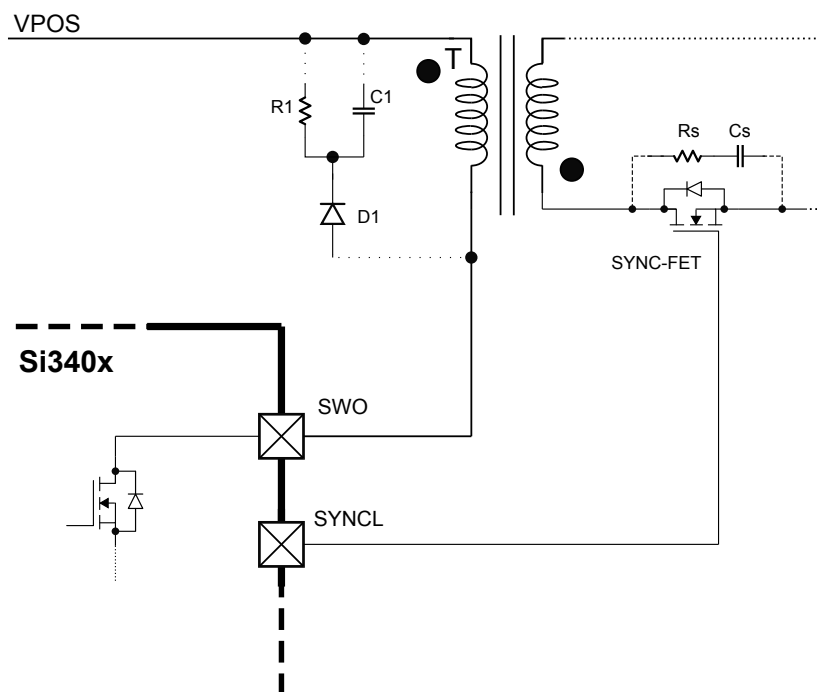 VPOS
T
R1
C1
Rs
Cs
D1
SYNC-FET
Si340x
SWO
SYNCL